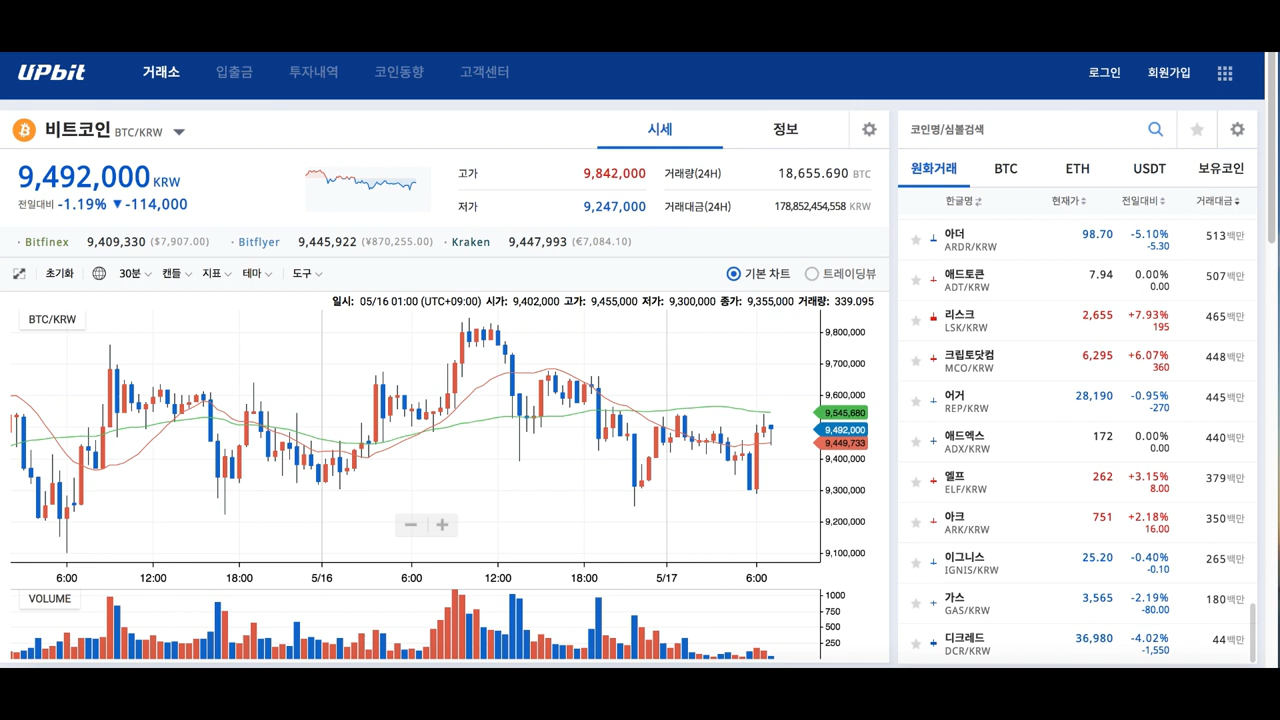 UPbit 거래소 입출금 투자내역 코인동향 고객센터 로그인 회원가입
비트코인 BTC/KRW 시세 정보
9,492,000 KRW
전일대비 -1.19% ▼-114,000
고가 9,842,000 거래량(24H) 18,655.690 BTC
저가 9,247,000 거래대금(24H) 178,852,454,558 KRW
· Bitfinex 9,409,330 ($7,907.00) · Bitflyer 9,445,922 (¥870,255.00) · Kraken 9,447,993 (€7,084.10)
초기화 30분 캔들 지표 테마 도구 기본 차트 트레이딩뷰
일시: 05/16 01:00 (UTC+09:00) 시가: 9,402,000 고가: 9,455,000 저가: 9,300,000 종가: 9,355,000 거래량: 339.095
BTC/KRW
9,800,000
9,700,000
9,600,000
9,545,680
9,492,000
9,449,733
9,400,000
9,300,000
9,200,000
9,100,000
6:00 12:00 18:00 5/16 6:00 12:00 18:00 5/17 6:00
VOLUME
1000
750
500
250
코인명/심볼검색
원화거래 BTC ETH USDT 보유코인
한글명 현재가 전일대비 거래대금
아더 98.70 -5.10% 513백만
ARDR/KRW -5.30
애드토큰 7.94 0.00% 507백만
ADT/KRW 0.00
리스크 2,655 +7.93% 465백만
LSK/KRW 195
크립토닷컴 6,295 +6.07% 448백만
MCO/KRW 360
어거 28,190 -0.95% 445백만
REP/KRW -270
애드엑스 172 0.00% 440백만
ADX/KRW 0.00
엘프 262 +3.15% 379백만
ELF/KRW 8.00
아크 751 +2.18% 350백만
ARK/KRW 16.00
이그니스 25.20 -0.40% 265백만
IGNIS/KRW -0.10
가스 3,565 -2.19% 180백만
GAS/KRW -80.00
디크레드 36,980 -4.02% 44백만
DCR/KRW -1,550